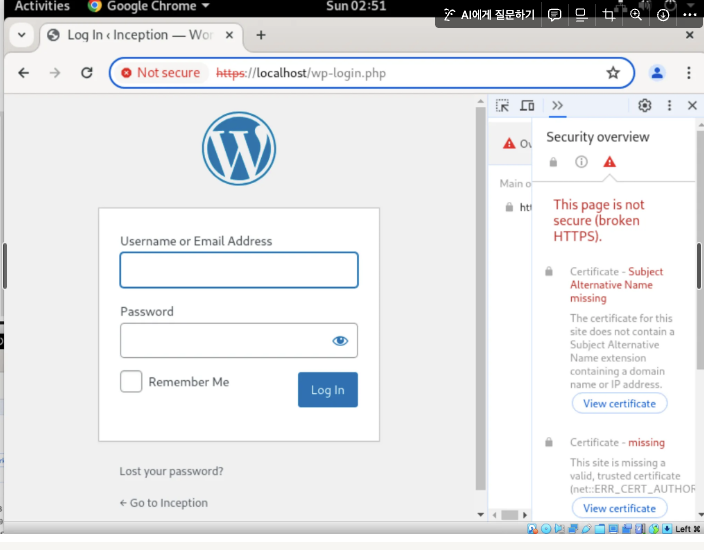 Activities Google Chrome Sun 02:51
AI에게 질문하기
Log In ‹ Inception — Wor
Not secure https://localhost/wp-login.php
Security overview
Ov
Main o
htt
This page is not
secure (broken
HTTPS).
Certificate - Subject
Alternative Name
missing
The certificate for this
site does not contain a
Subject Alternative
Name extension
containing a domain
name or IP address.
View certificate
Certificate - missing
This site is missing a
valid, trusted certificate
(net::ERR_CERT_AUTHOR
View certificate
Username or Email Address
Password
Remember Me
Log In
Lost your password?
← Go to Inception
Left ⌘